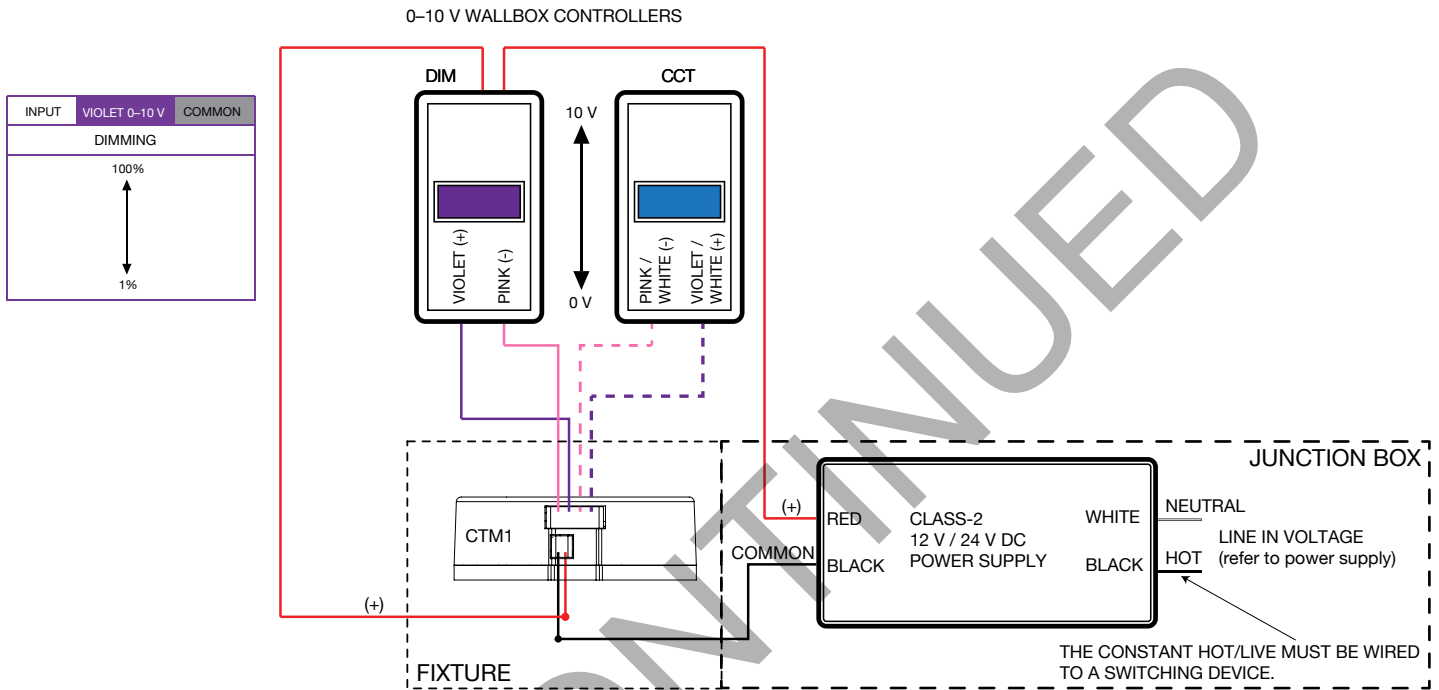 0–10 V WALLBOX CONTROLLERS
DIM
CCT
INPUT
VIOLET 0–10 V
COMMON
DIMMING
100%
1%
10 V
0 V
VIOLET (+)
PINK (-)
PINK /
WHITE (-)
VIOLET /
WHITE (+)
CTM1
(+)
FIXTURE
JUNCTION BOX
(+)
COMMON
RED
BLACK
CLASS-2
12 V / 24 V DC
POWER SUPPLY
WHITE
BLACK
NEUTRAL
HOT
LINE IN VOLTAGE
(refer to power supply)
THE CONSTANT HOT/LIVE MUST BE WIRED
TO A SWITCHING DEVICE.
ONTINUED